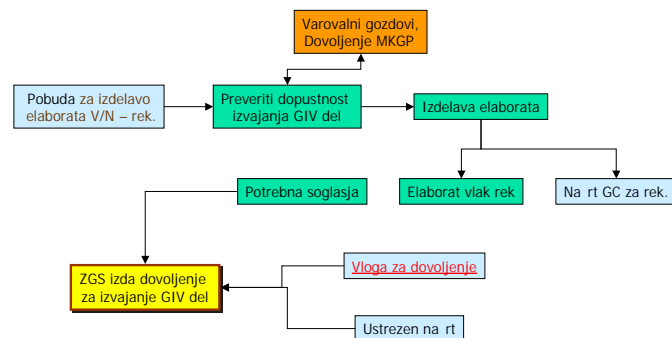 Varovalni gozdovi,
Dovoljenje MKGP
Pobuda za izdelavo
elaborata V/N – rek.
Preveriti dopustnost
izvajanja GIV del
Izdelava elaborata
Potrebna soglasja
Elaborat vlak rek
Na rt GC za rek.
ZGS izda dovoljenje
za izvajanje GIV del
Vloga za dovoljenje
Ustrezen na rt